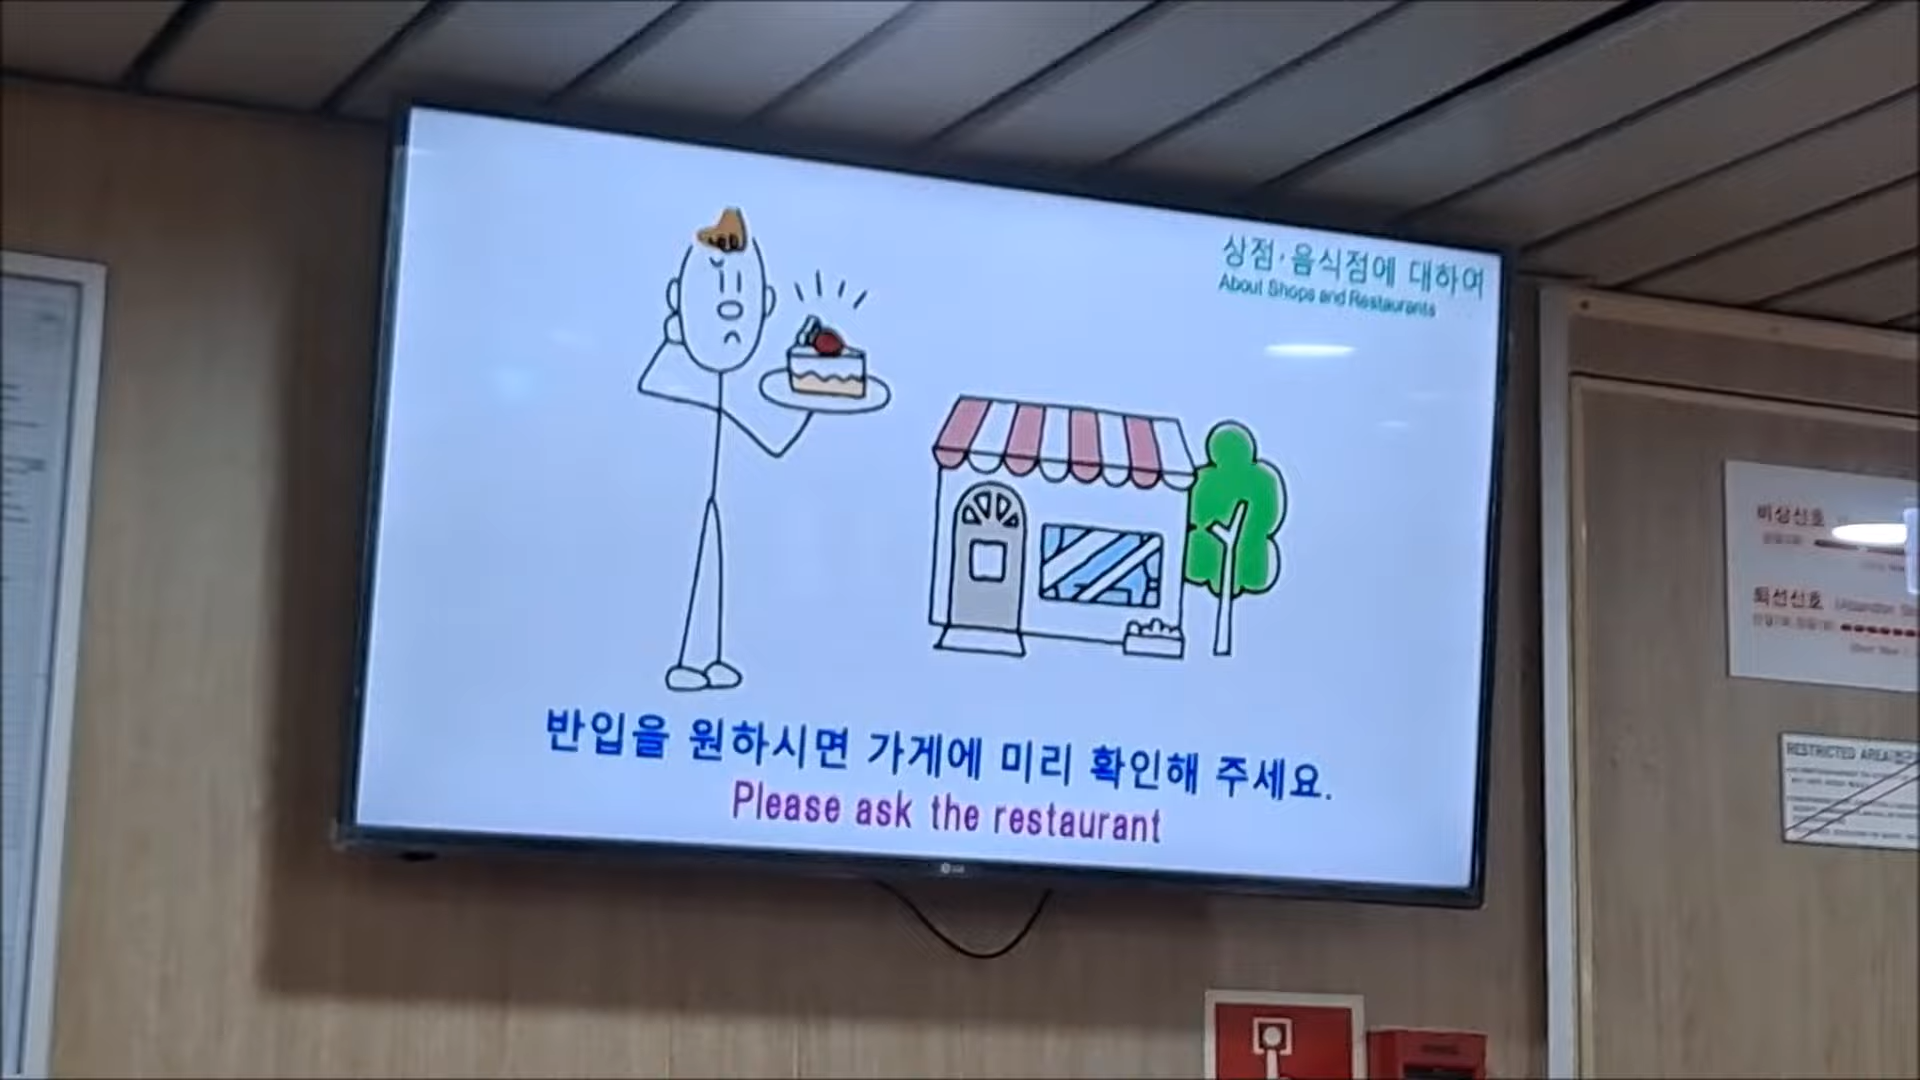 상점·음식점에 대하여
About Shops and Restaurants
반입을 원하시면 가게에 미리 확인해 주세요.
Please ask the restaurant
LG
비상신호
퇴선신호
RESTRICTED AREA